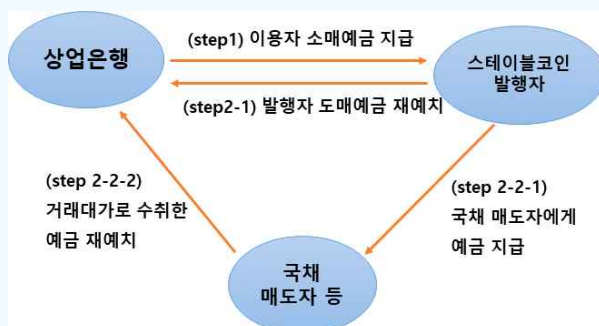 상업은행
(step1) 이용자 소매예금 지급
(step2-1) 발행자 도매예금 재예치
스테이블코인
발행자
(step 2-2-2)
거래대가로 수취한
예금 재예치
(step 2-2-1)
국채 매도자에게
예금 지급
국채
매도자 등